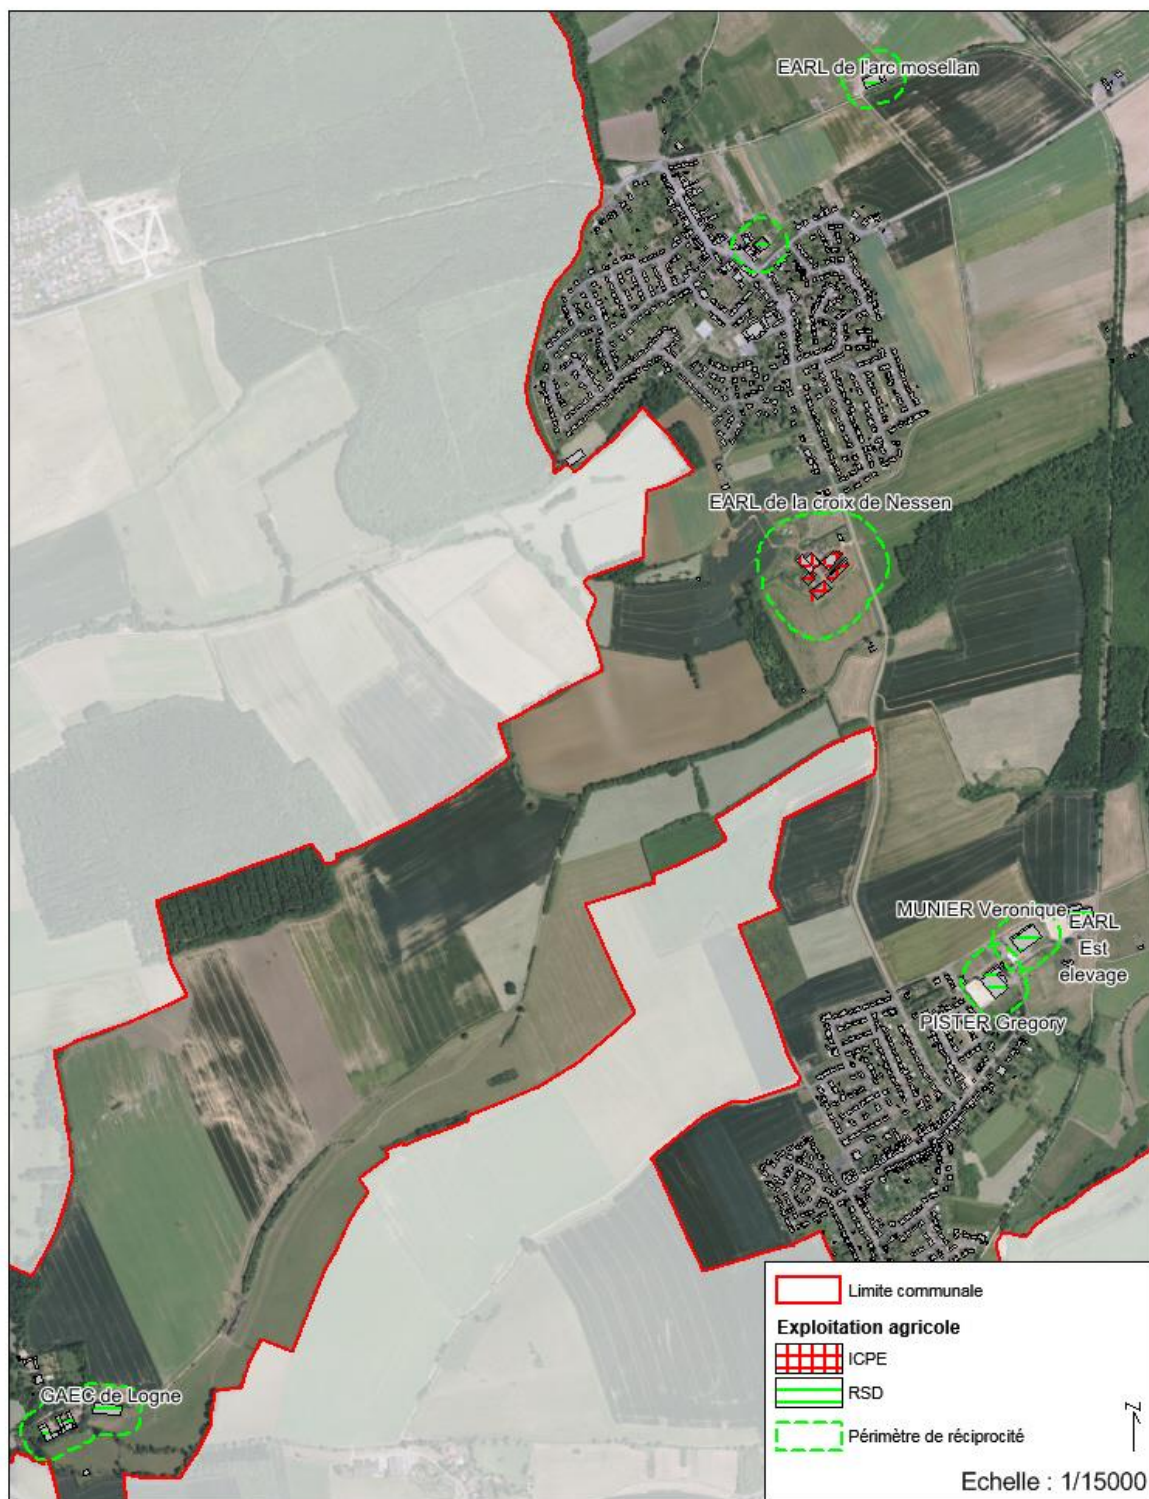 EARL de l'arc mosellan
EARL de la croix de Nessen
MUNIER Veronique
EARL
Est
elevage
PISTER Gregory
GAEC de Logne
Limite communale
Exploitation agricole
ICPE
RSD
Périmètre de réciprocité
N
Echelle : 1/15000